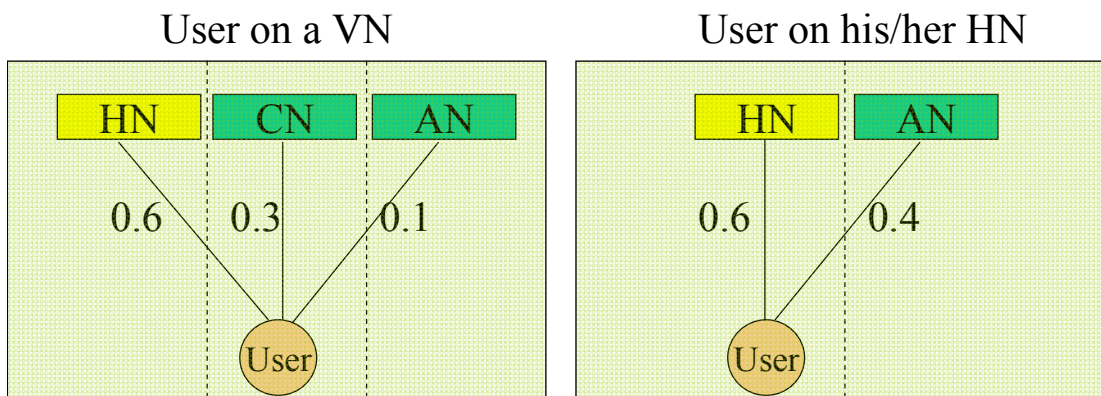 User on a VN
HN CN AN
0.6 0.3 0.1
User
User on his/her HN
HN AN
0.6 0.4
User